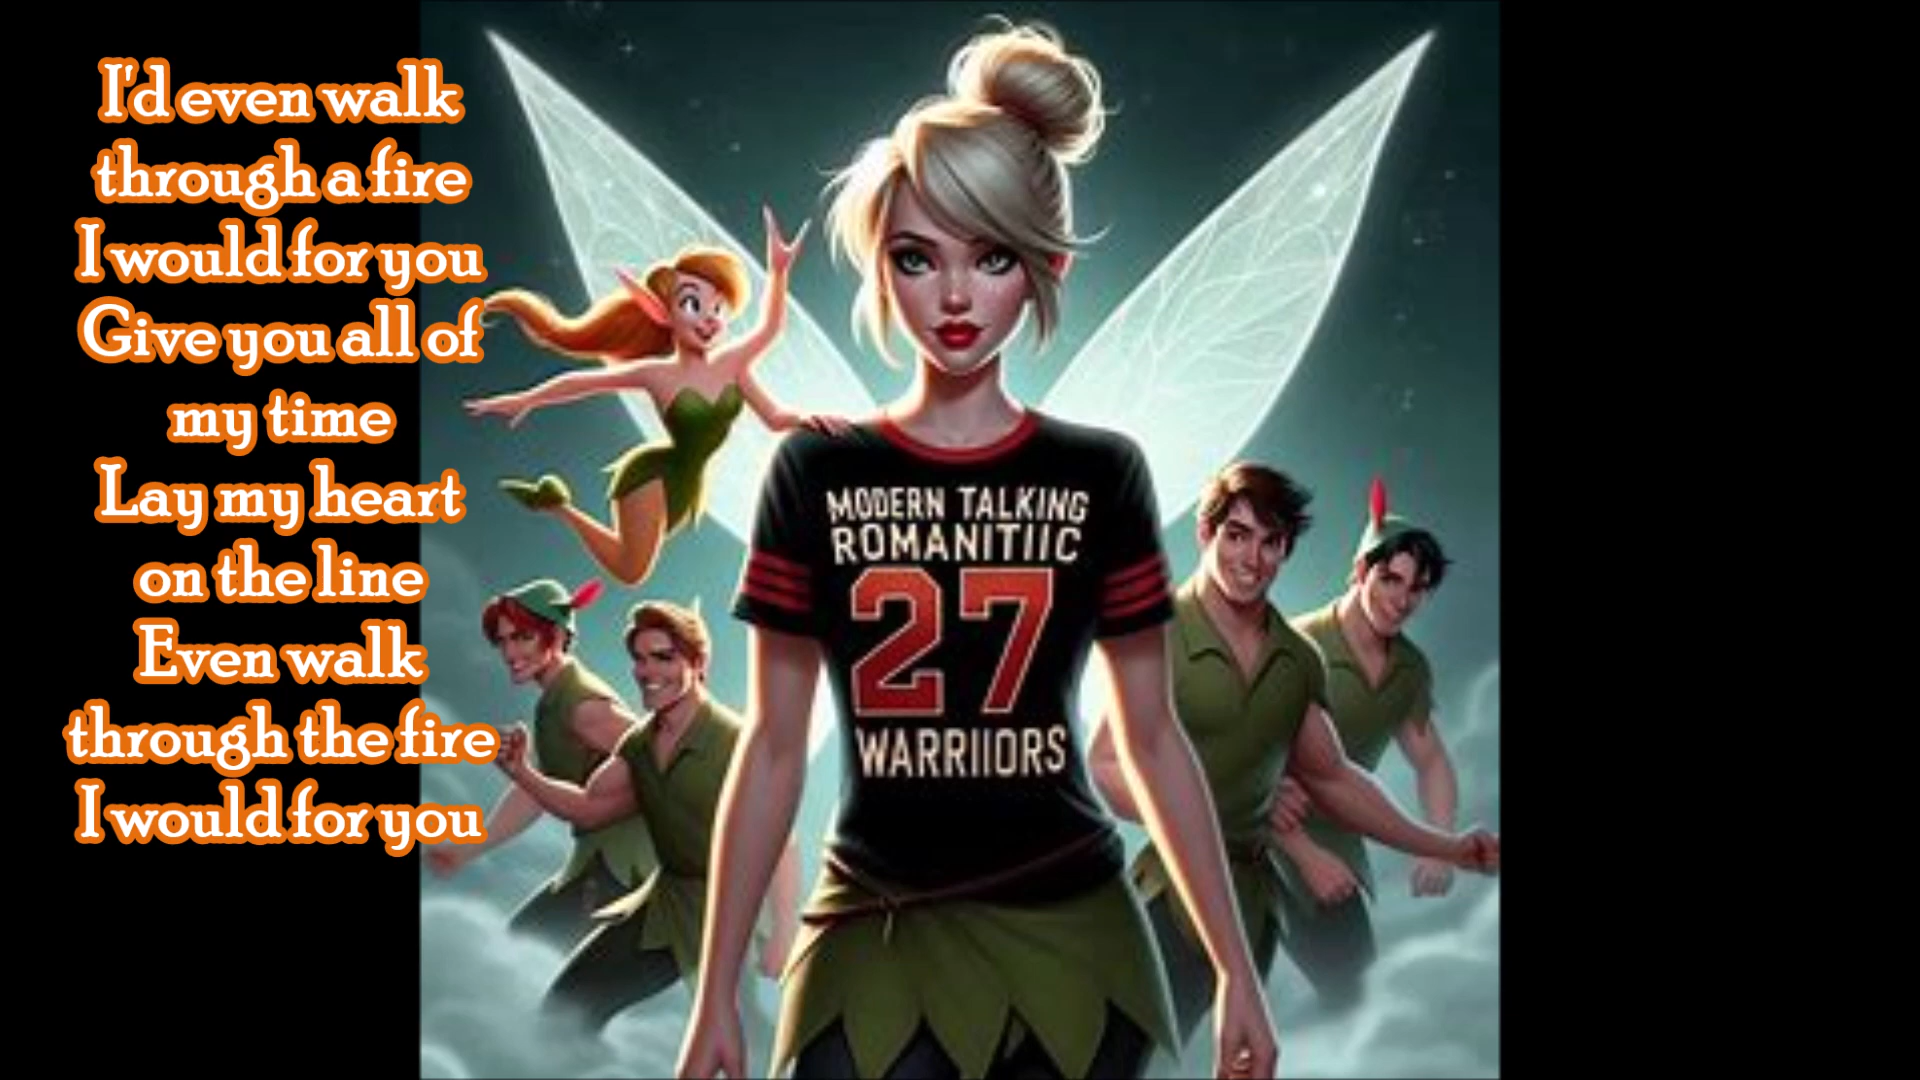 I'd even walk
through a fire
I would for you
Give you all of
my time
Lay my heart
on the line
Even walk
through the fire
I would for you
MODERN TALKING
ROMANITIIC
27
WARRIIORS